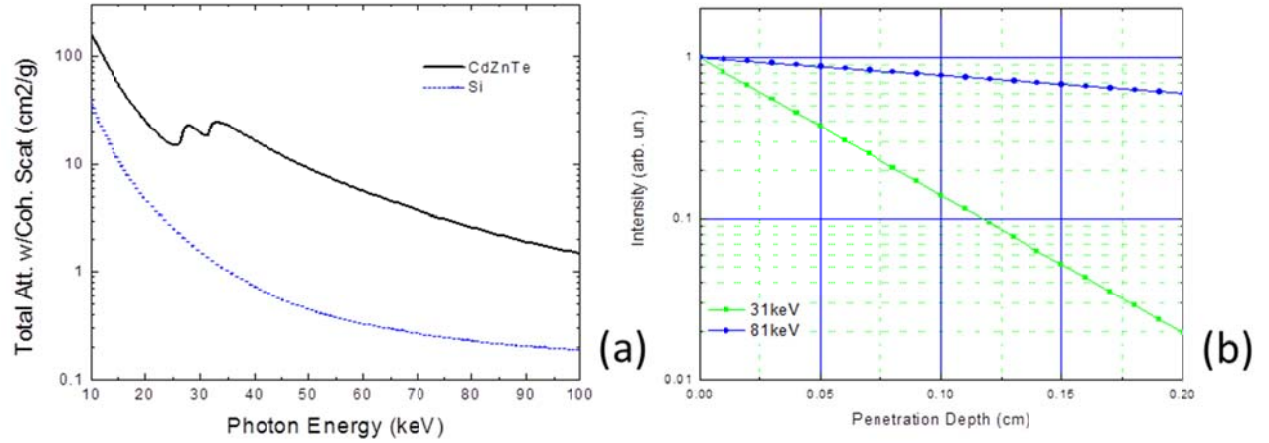 Total Att. w/Coh. Scat (cm2/g)
100
10
1
0.1
CdZnTe
Si
10 20 30 40 50 60 70 80 90 100
Photon Energy (keV)
(a)
Intensity (arb. un.)
1
0.1
0.01
31keV
81keV
0.00 0.05 0.10 0.15 0.20
Penetration Depth (cm)
(b)